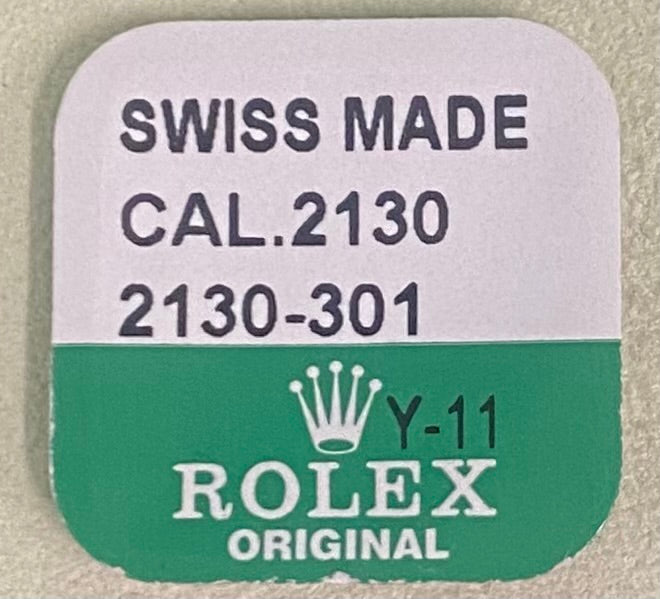 SWISS MADE
CAL.2130
2130-301
Y-11
ROLEX
ORIGINAL